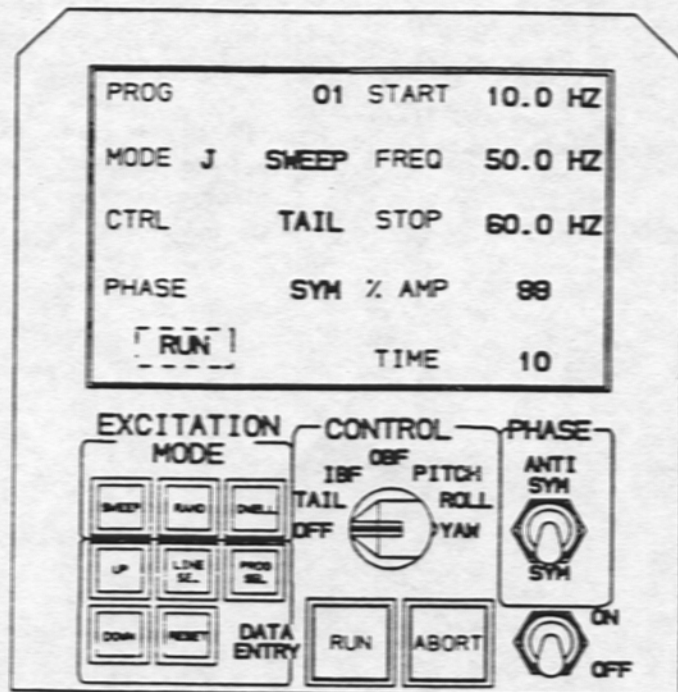 PROG 01 START 10.0 HZ
MODE J SWEEP FREQ 50.0 HZ
CTRL TAIL STOP 60.0 HZ
PHASE SYM % AMP 99
RUN TIME 10
EXCITATION MODE
SWEEP RAND DWELL
UP LINE SEL PROG SEL
DOWN RESET DATA ENTRY
CONTROL
OFF TAIL IBF OBF PITCH ROLL YAW
RUN ABORT
PHASE
ANTI SYM
SYM
ON
OFF